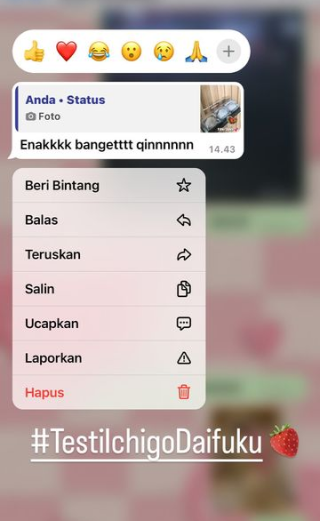 Anda • Status
Foto
Enakkkk bangetttt qinnnnnn
14.43
Beri Bintang
Balas
Teruskan
Salin
Ucapkan
Laporkan
Hapus
#TestiIchigoDaifuku